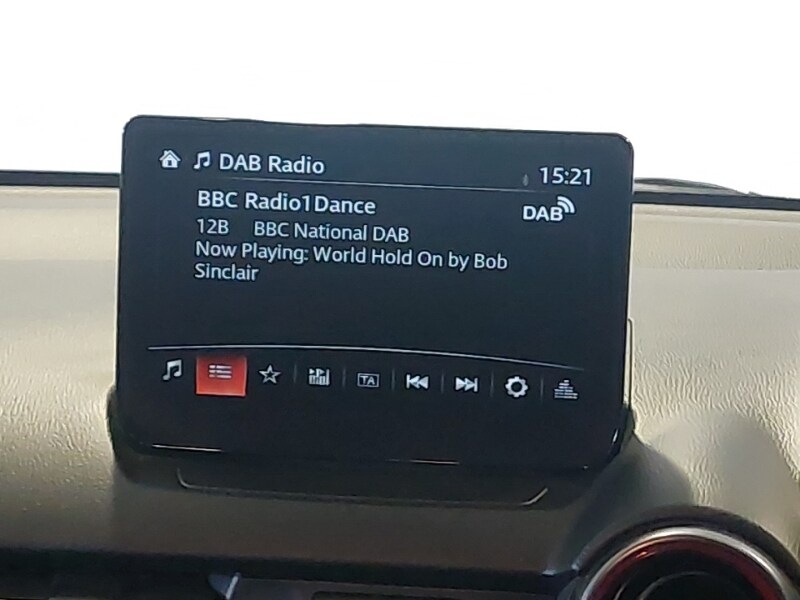 DAB Radio 15:21
BBC Radio1Dance DAB
12B BBC National DAB
Now Playing: World Hold On by Bob
Sinclair
TA